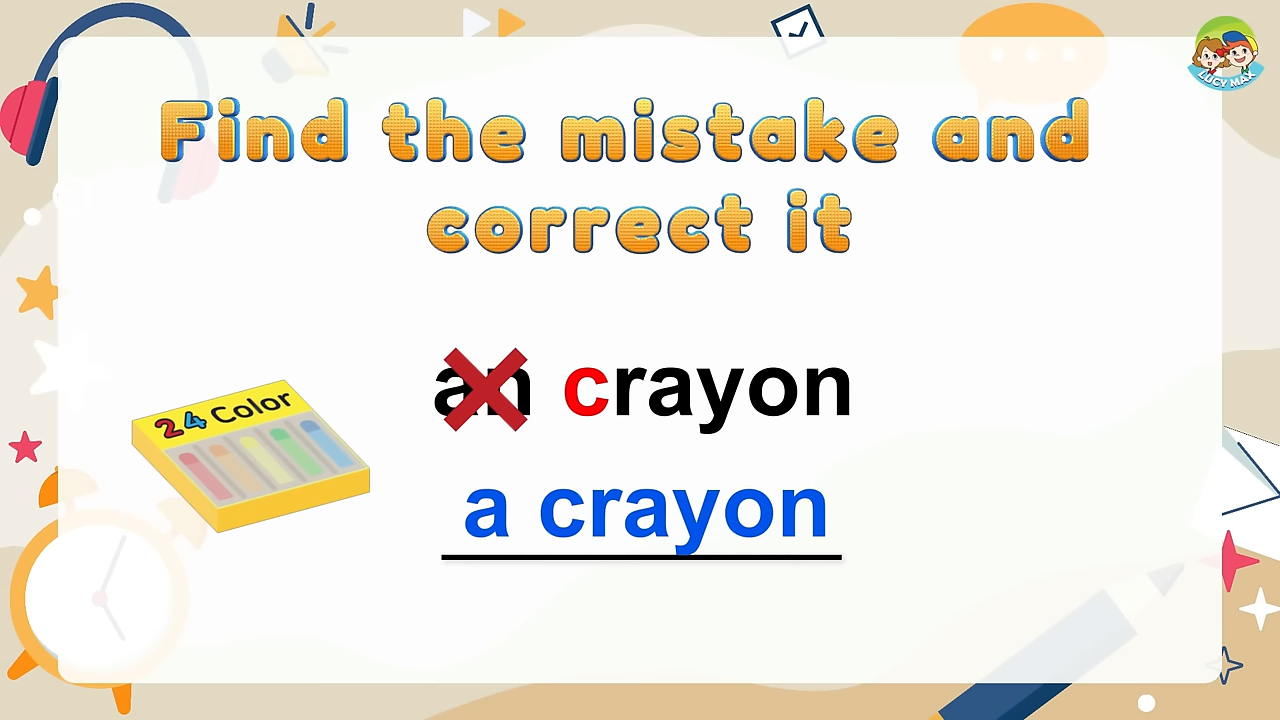 Find the mistake and
correct it
an crayon
24 Color
a crayon
LUCY MAX